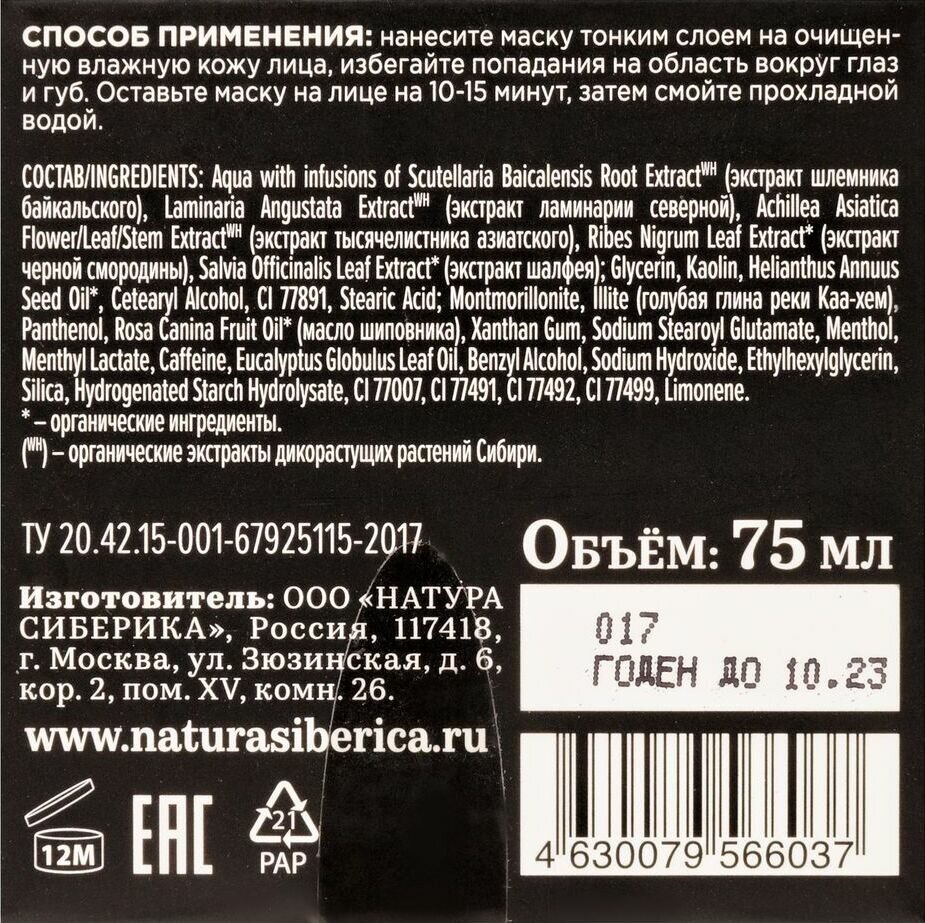 СПОСОБ ПРИМЕНЕНИЯ: нанесите маску тонким слоем на очищен-
ную влажную кожу лица, избегайте попадания на область вокруг глаз
и губ. Оставьте маску на лице на 10-15 минут, затем смойте прохладной
водой.
СОСТАВ/INGREDIENTS: Aqua with infusions of Scutellaria Baicalensis Root Extract^WH (экстракт шлемника
байкальского), Laminaria Angustata Extract^WH (экстракт ламинарии северной), Achillea Asiatica
Flower/Leaf/Stem Extract^WH (экстракт тысячелистника азиатского), Ribes Nigrum Leaf Extract* (экстракт
черной смородины), Salvia Officinalis Leaf Extract* (экстракт шалфея); Glycerin, Kaolin, Helianthus Annuus
Seed Oil*, Cetearyl Alcohol, CI 77891, Stearic Acid; Montmorillonite, Illite (голубая глина реки Каа-хем),
Panthenol, Rosa Canina Fruit Oil* (масло шиповника), Xanthan Gum, Sodium Stearoyl Glutamate, Menthol,
Menthyl Lactate, Caffeine, Eucalyptus Globulus Leaf Oil, Benzyl Alcohol, Sodium Hydroxide, Ethylhexylglycerin,
Silica, Hydrogenated Starch Hydrolysate, CI 77007, CI 77491, CI 77492, CI 77499, Limonene.
* – органические ингредиенты.
(WH) – органические экстракты дикорастущих растений Сибири.
ТУ 20.42.15-001-67925115-2017
Объём: 75 мл
Изготовитель: ООО «НАТУРА
СИБЕРИКА», Россия, 117418,
г. Москва, ул. Зюзинская, д. 6,
кор. 2, пом. XV, комн. 26.
www.naturasiberica.ru
017
ГОДЕН ДО 10.23
12М
EAC
21
PAP
4 630079 566037